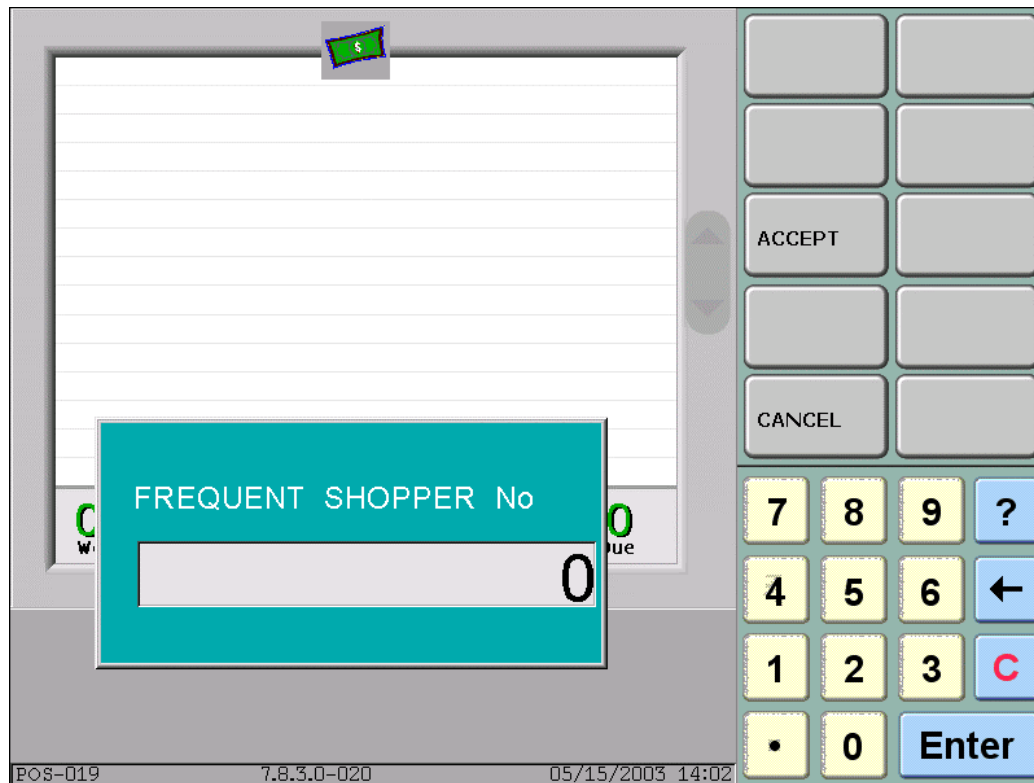 $
ACCEPT
CANCEL
FREQUENT SHOPPER No
0
0
7 8 9 ?
4 5 6 ←
1 2 3 C
. 0 Enter
POS-019 7.8.3.0-020 05/15/2003 14:02